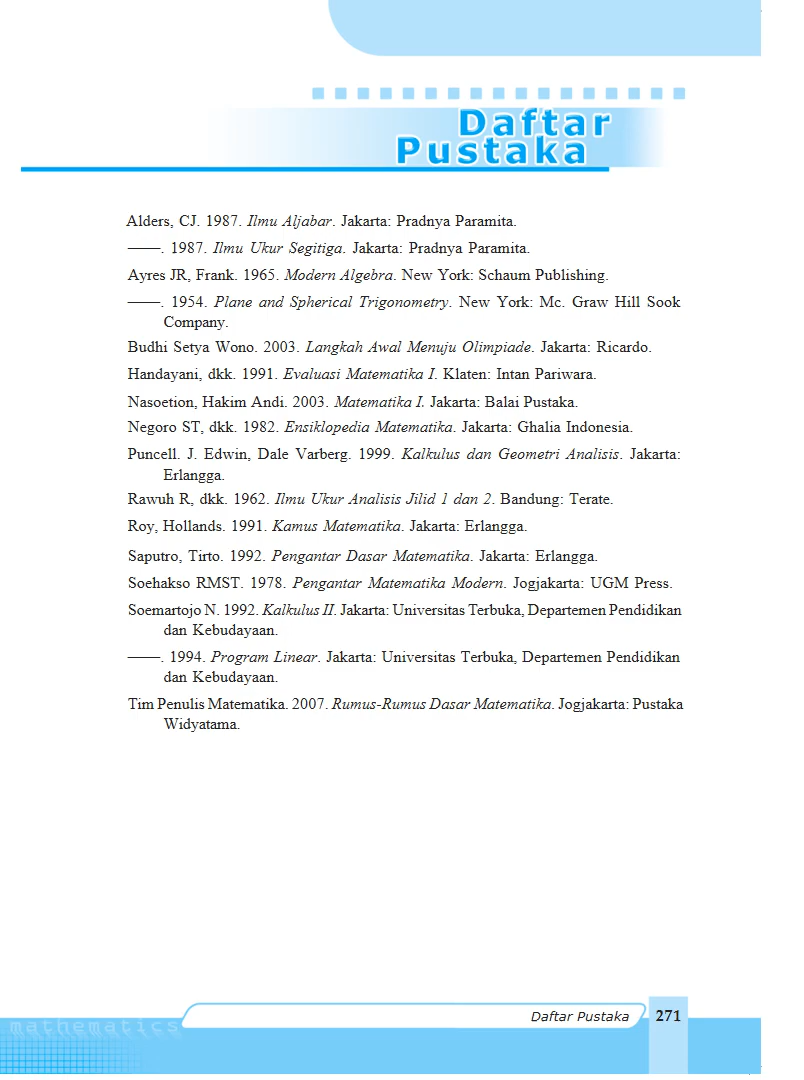 Daftar
Pustaka
Alders, CJ. 1987. Ilmu Aljabar. Jakarta: Pradnya Paramita.
——. 1987. Ilmu Ukur Segitiga. Jakarta: Pradnya Paramita.
Ayres JR, Frank. 1965. Modern Algebra. New York: Schaum Publishing.
——. 1954. Plane and Spherical Trigonometry. New York: Mc. Graw Hill Sook
Company.
Budhi Setya Wono. 2003. Langkah Awal Menuju Olimpiade. Jakarta: Ricardo.
Handayani, dkk. 1991. Evaluasi Matematika I. Klaten: Intan Pariwara.
Nasoetion, Hakim Andi. 2003. Matematika I. Jakarta: Balai Pustaka.
Negoro ST, dkk. 1982. Ensiklopedia Matematika. Jakarta: Ghalia Indonesia.
Puncell. J. Edwin, Dale Varberg. 1999. Kalkulus dan Geometri Analisis. Jakarta:
Erlangga.
Rawuh R, dkk. 1962. Ilmu Ukur Analisis Jilid 1 dan 2. Bandung: Terate.
Roy, Hollands. 1991. Kamus Matematika. Jakarta: Erlangga.
Saputro, Tirto. 1992. Pengantar Dasar Matematika. Jakarta: Erlangga.
Soehakso RMST. 1978. Pengantar Matematika Modern. Jogjakarta: UGM Press.
Soemartojo N. 1992. Kalkulus II. Jakarta: Universitas Terbuka, Departemen Pendidikan
dan Kebudayaan.
——. 1994. Program Linear. Jakarta: Universitas Terbuka, Departemen Pendidikan
dan Kebudayaan.
Tim Penulis Matematika. 2007. Rumus-Rumus Dasar Matematika. Jogjakarta: Pustaka
Widyatama.
mathematics
Daftar Pustaka 271